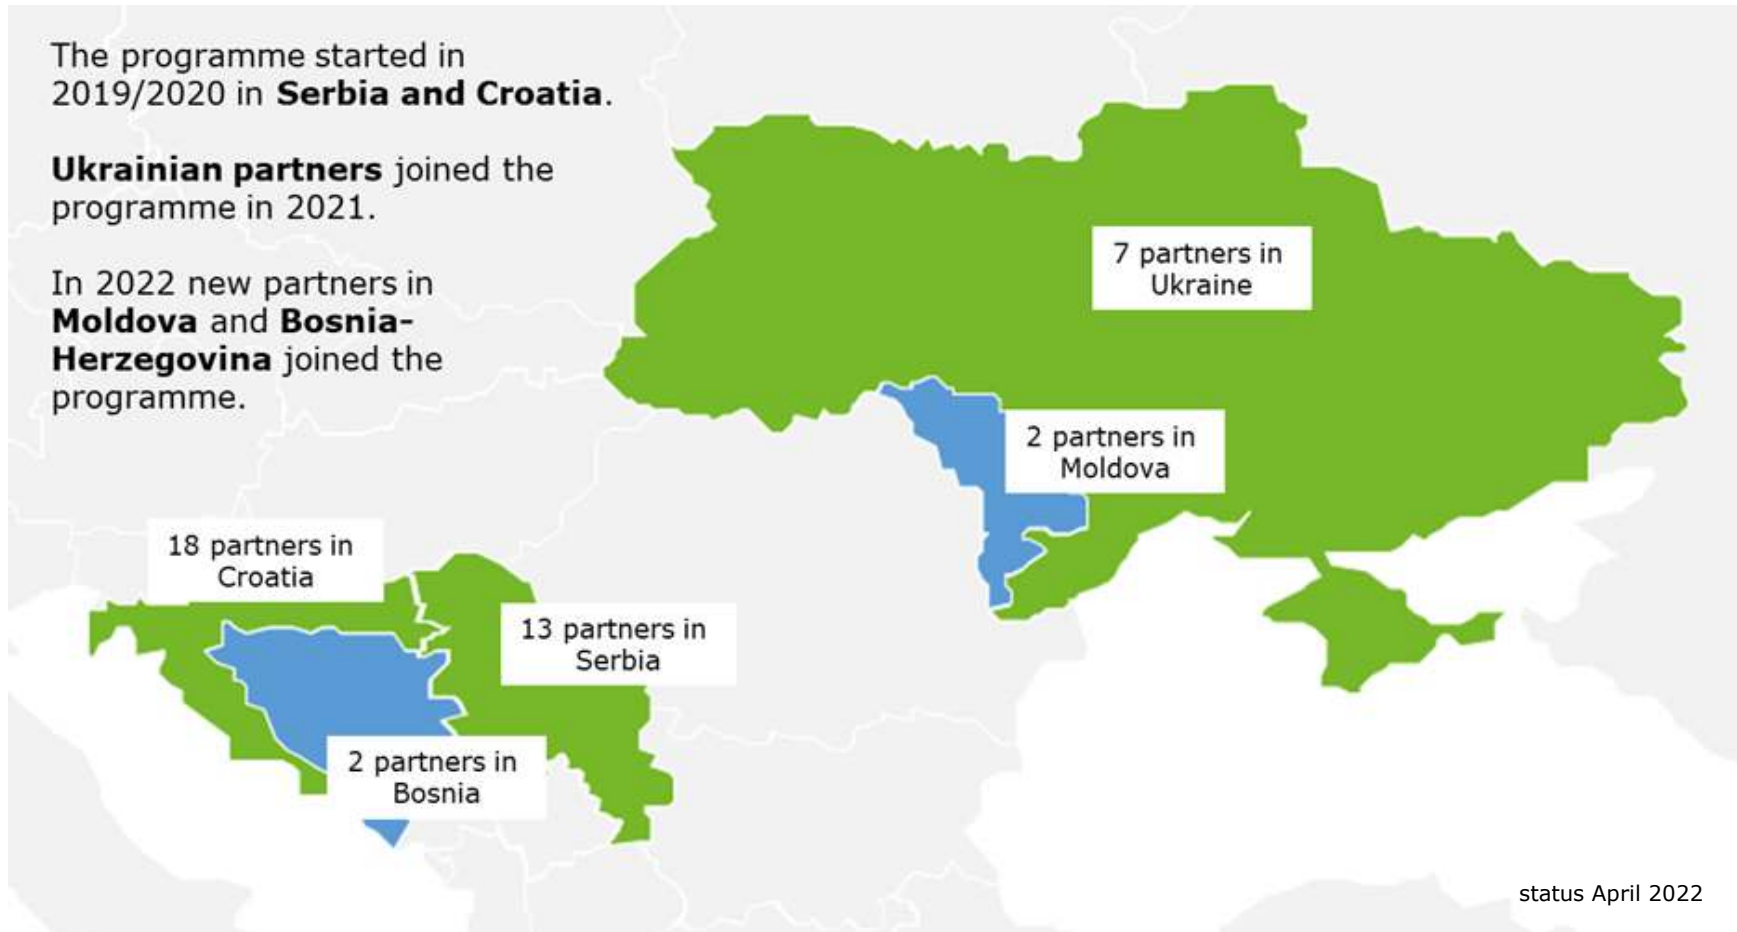 The programme started in
2019/2020 in Serbia and Croatia.
Ukrainian partners joined the
programme in 2021.
In 2022 new partners in
Moldova and Bosnia-
Herzegovina joined the
programme.
7 partners in
Ukraine
2 partners in
Moldova
18 partners in
Croatia
13 partners in
Serbia
2 partners in
Bosnia
status April 2022